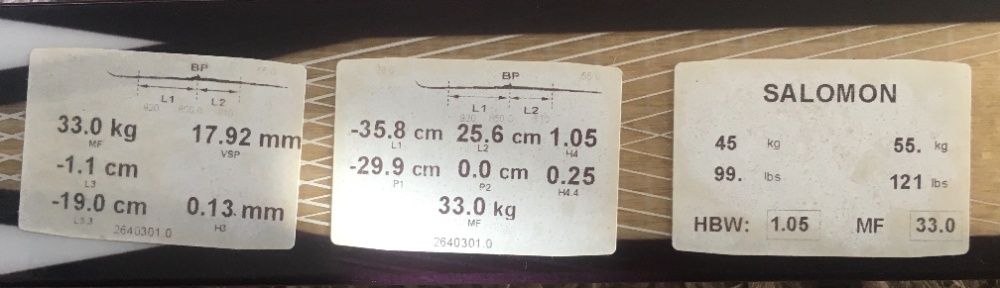 BP
L1 L2
33.0 kg 17.92 mm
MF VSP
-1.1 cm
L3
-19.0 cm 0.13 mm
L3.3 H3
2640301.0
BP
L1 L2
-35.8 cm 25.6 cm 1.05
L1 L2 H4
-29.9 cm 0.0 cm 0.25
P1 P2 H4.4
33.0 kg
MF
2640301.0
SALOMON
45 kg 55. kg
99. lbs 121 lbs
HBW: 1.05 MF 33.0